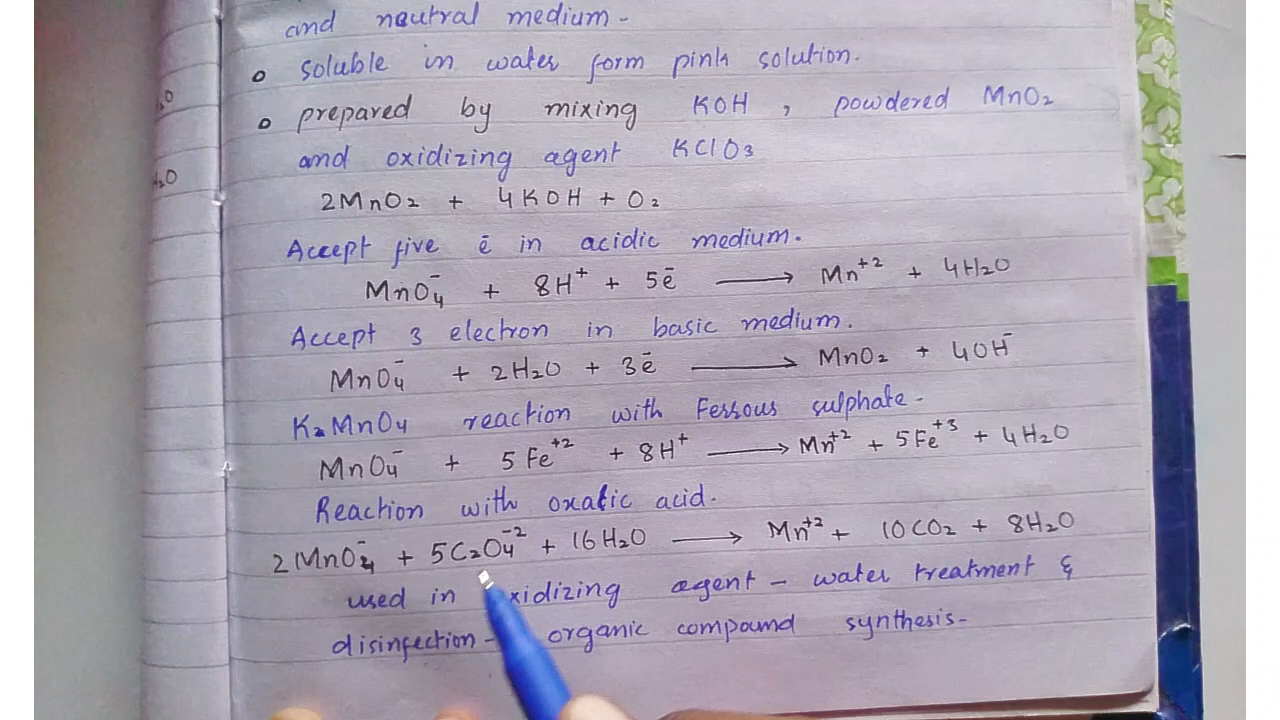 and neutral medium-
o soluble in water form pink solution.
o prepared by mixing KOH, powdered MnO₂
and oxidizing agent KClO₃
2MnO₂ + 4KOH + O₂
Accept five ē in acidic medium.
MnO₄⁻ + 8H⁺ + 5ē ⟶ Mn⁺² + 4H₂O
Accept 3 electron in basic medium.
MnO₄⁻ + 2H₂O + 3ē ⟶ MnO₂ + 4OH⁻
K₂MnO₄ reaction with Ferrous sulphate-
MnO₄⁻ + 5Fe⁺² + 8H⁺ ⟶ Mn⁺² + 5Fe⁺³ + 4H₂O
Reaction with oxalic acid.
2MnO₄⁻ + 5C₂O₄⁻² + 16H₂O ⟶ Mn⁺² + 10CO₂ + 8H₂O
used in xidizing agent - water treatment &
disinfection- organic compound synthesis-
₂O
H₂O